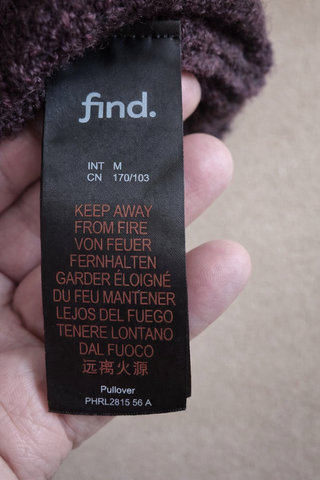 find.
INT M
CN 170/103
KEEP AWAY
FROM FIRE
VON FEUER
FERNHALTEN
GARDER ÉLOIGNÉ
DU FEU MANTENER
LEJOS DEL FUEGO
TENERE LONTANO
DAL FUOCO
远离火源
Pullover
PHRL2815 56 A